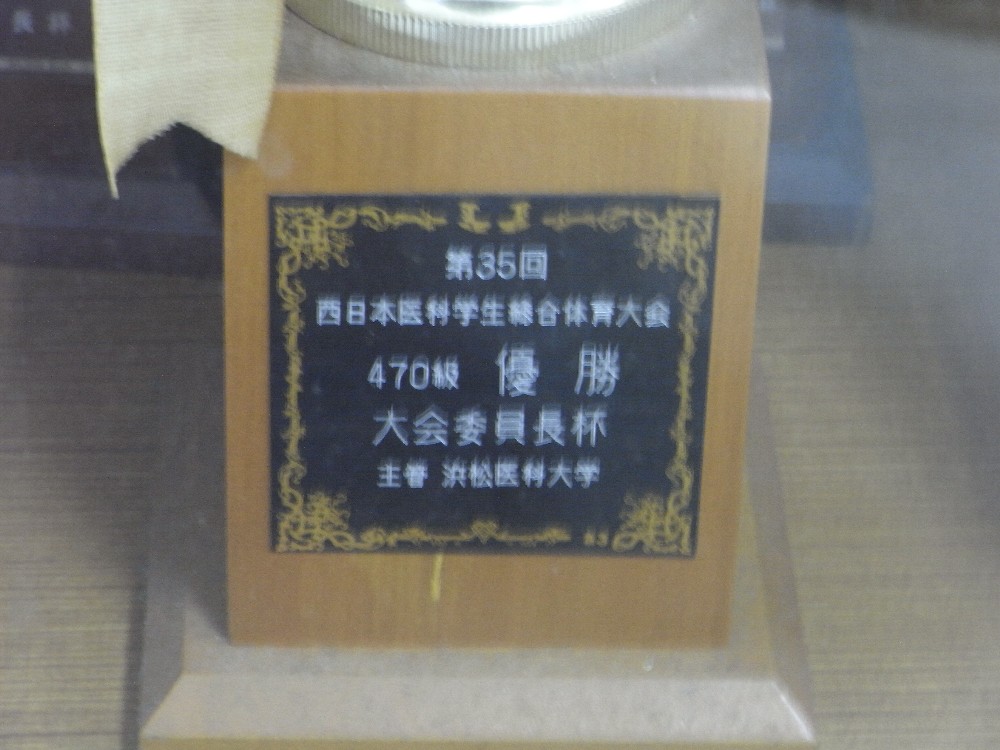 第35回
西日本医科学生総合体育大会
470級 優 勝
大会委員長杯
主管 浜松医科大学